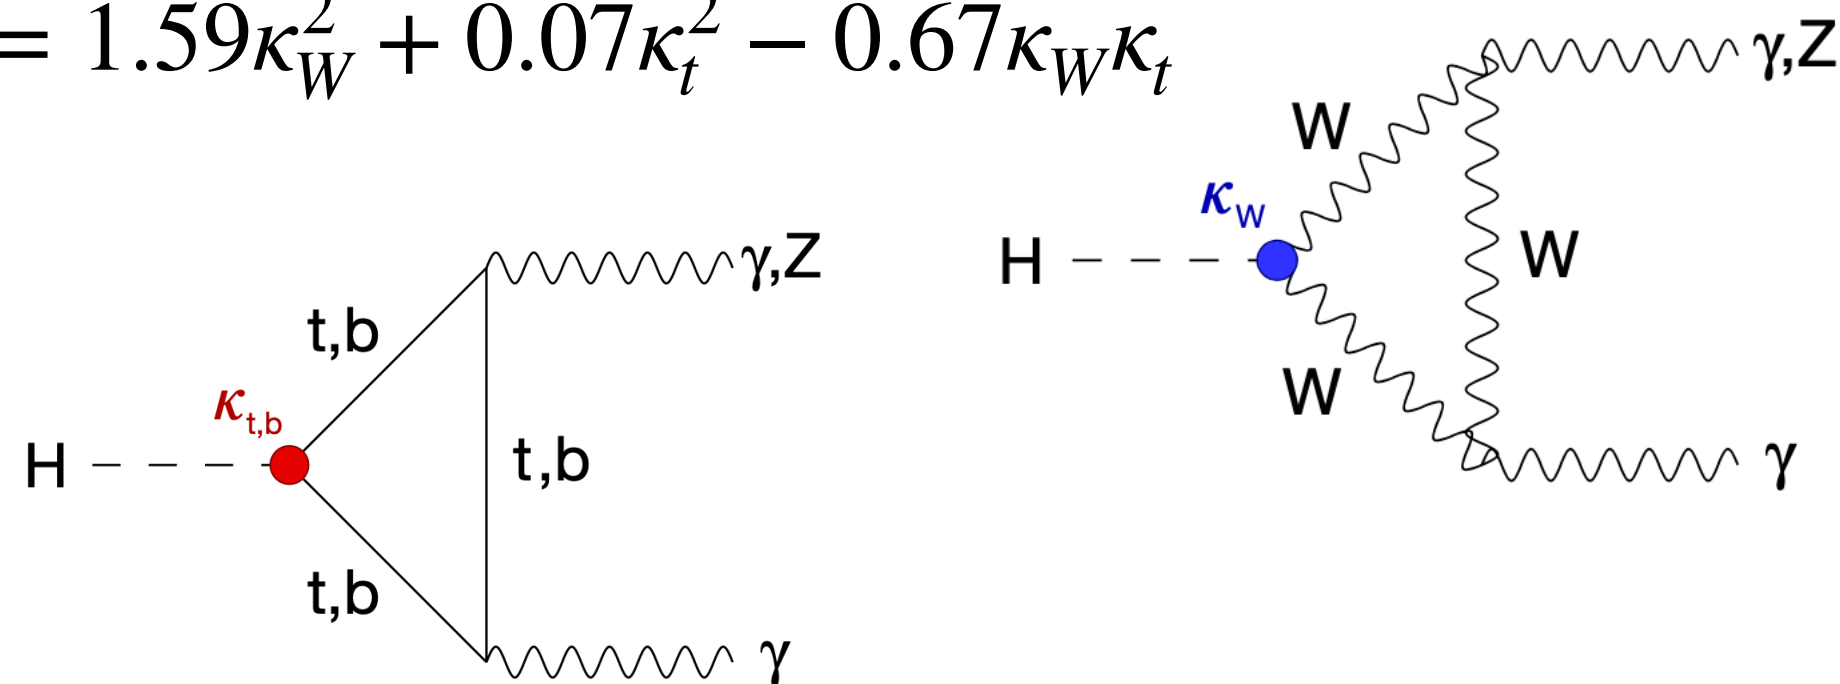 = 1.59κ_W^2 + 0.07κ_t^2 − 0.67κ_Wκ_t
γ,Z
W
κ_W
H
W
W
γ
γ,Z
t,b
κ_t,b
H
t,b
t,b
γ